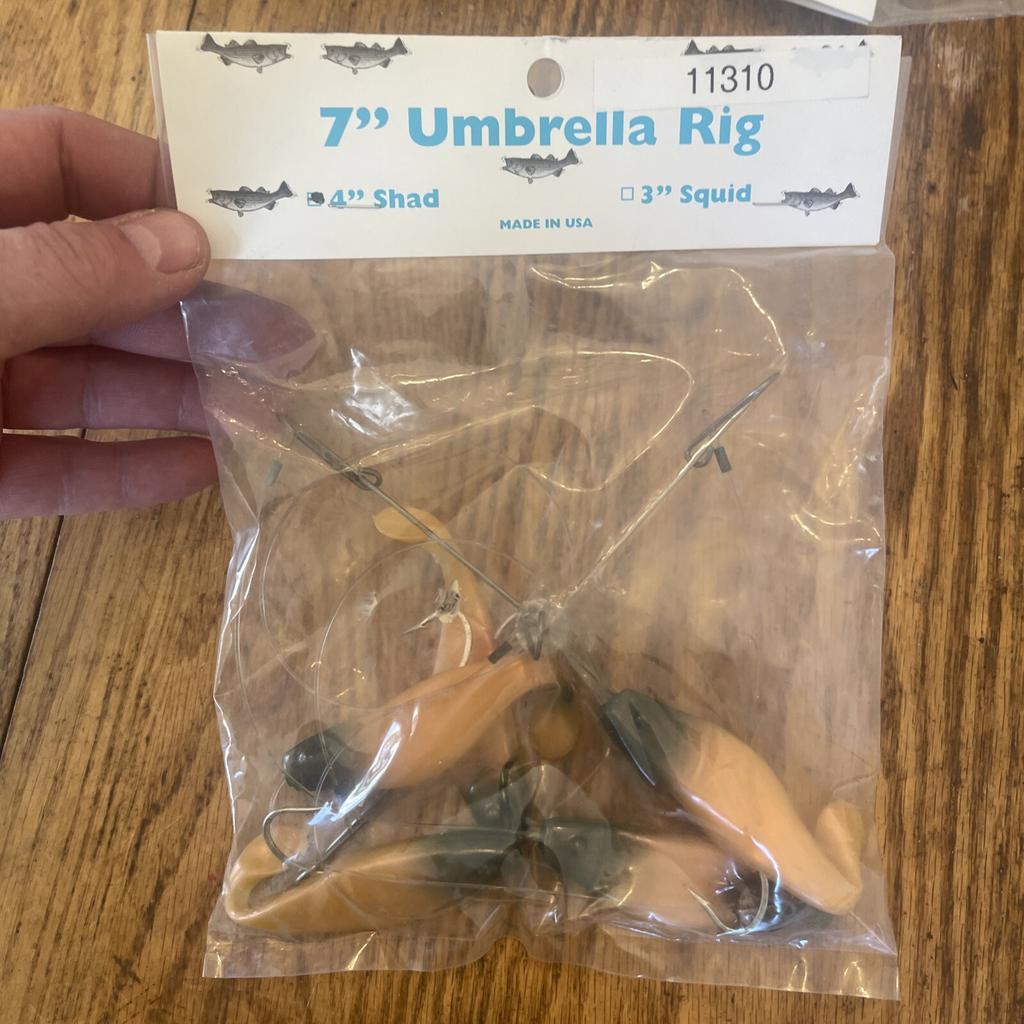 11310
7” Umbrella Rig
4” Shad
☐ 3” Squid
MADE IN USA